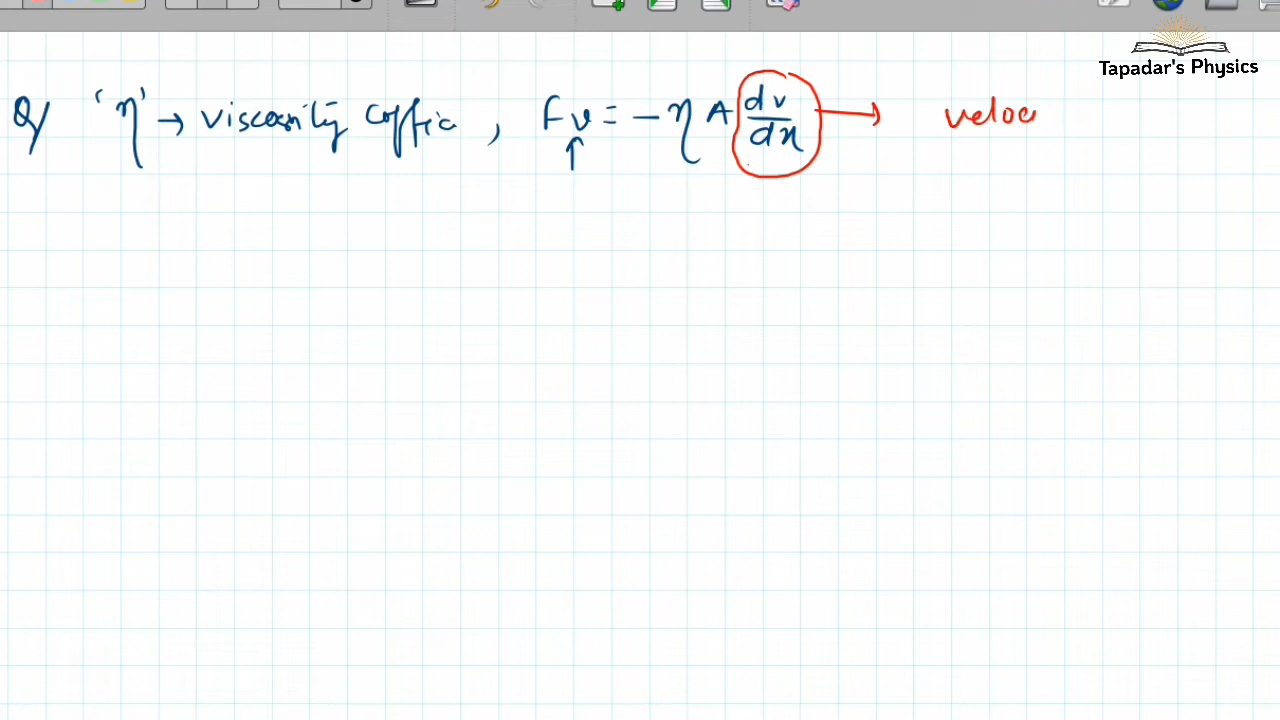 Tapadar's Physics
Q/ 'η' → viscosity coffic , Fv = - η A dv/dx → veloc